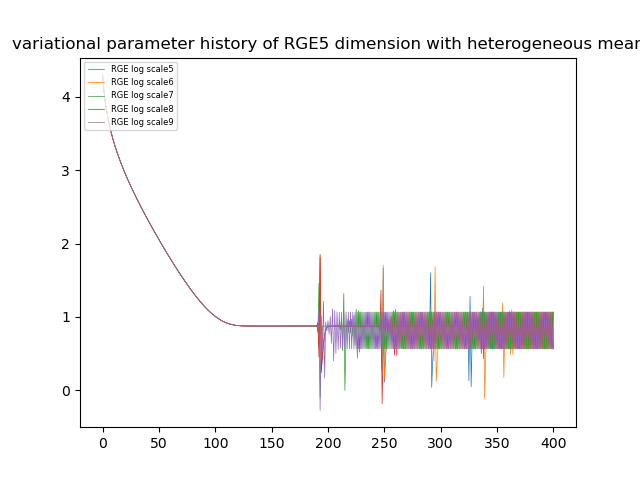 variational parameter history of RGE5 dimension with heterogeneous mean
RGE log scale5
RGE log scale6
RGE log scale7
RGE log scale8
RGE log scale9
4
3
2
1
0
0 50 100 150 200 250 300 350 400